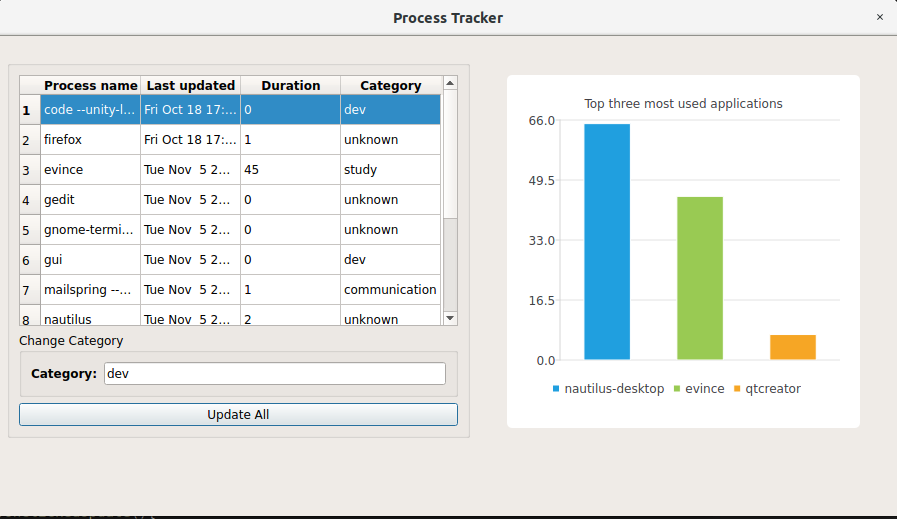 Process Tracker
×
Process name Last updated Duration Category
1 code --unity-l... Fri Oct 18 17:... 0 dev
2 firefox Fri Oct 18 17:... 1 unknown
3 evince Tue Nov 5 2... 45 study
4 gedit Tue Nov 5 2... 0 unknown
5 gnome-termi... Tue Nov 5 2... 0 unknown
6 gui Tue Nov 5 2... 0 dev
7 mailspring --... Tue Nov 5 2... 1 communication
8 nautilus Tue Nov 5 2... 2 unknown
Change Category
Category: dev
Update All
Top three most used applications
66.0
49.5
33.0
16.5
0.0
nautilus-desktop evince qtcreator